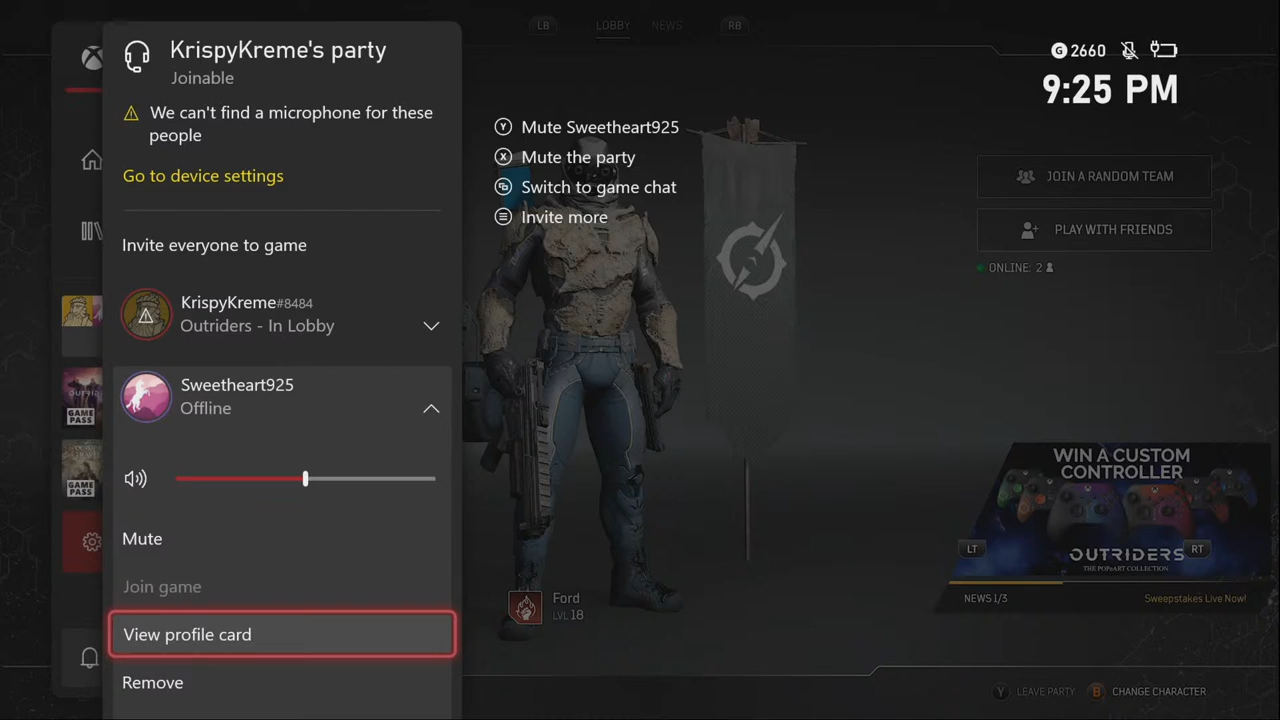 LB
LOBBY
NEWS
RB
KrispyKreme's party
Joinable
We can't find a microphone for these
people
Go to device settings
Invite everyone to game
KrispyKreme#8484
Outriders - In Lobby
Sweetheart925
Offline
Mute
Join game
View profile card
Remove
GAME
PASS
GAME
PASS
Y Mute Sweetheart925
X Mute the party
Switch to game chat
Invite more
G 2660
9:25 PM
JOIN A RANDOM TEAM
PLAY WITH FRIENDS
ONLINE: 2
WIN A CUSTOM
CONTROLLER
LT
OUTRIDERS
RT
THE POPeART COLLECTION
NEWS 1/3
Sweepstakes Live Now!
Ford
LVL 18
Y LEAVE PARTY
B CHANGE CHARACTER